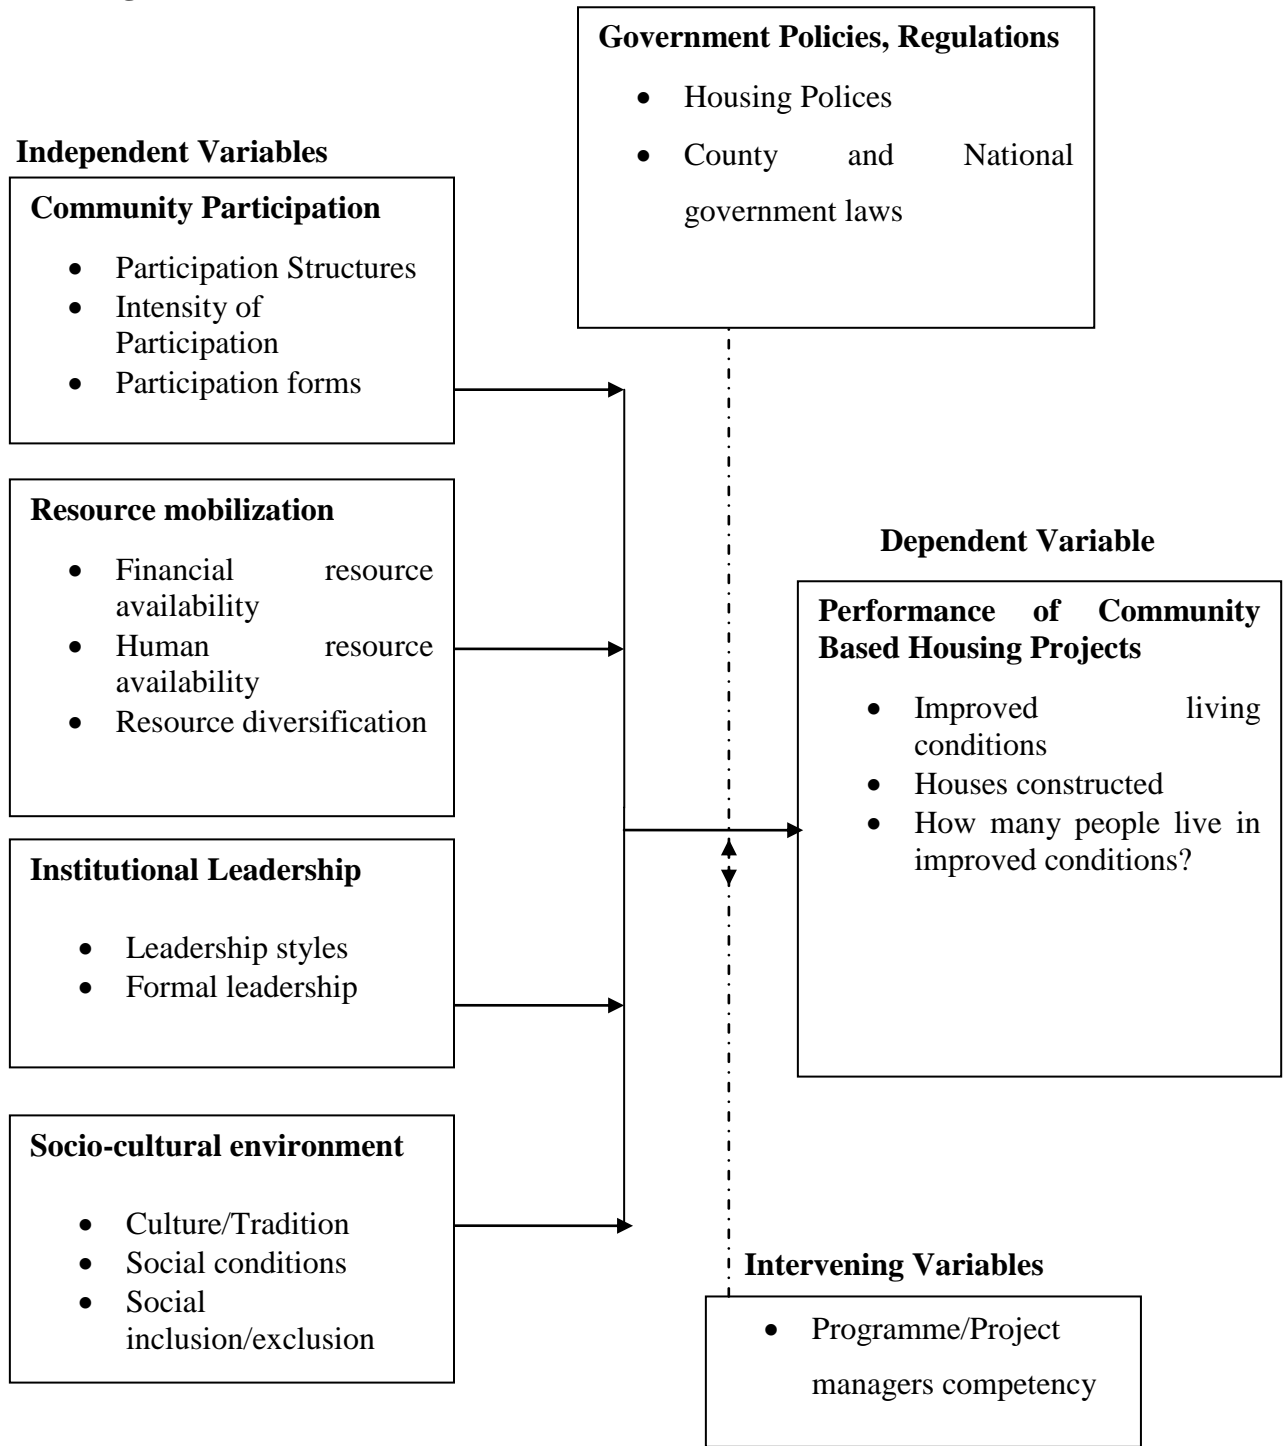 Government Policies, Regulations
• Housing Polices
• County and National
government laws
Independent Variables
Community Participation
• Participation Structures
• Intensity of
Participation
• Participation forms
Resource mobilization
• Financial resource
availability
• Human resource
availability
• Resource diversification
Dependent Variable
Performance of Community
Based Housing Projects
• Improved living
conditions
• Houses constructed
• How many people live in
improved conditions?
Institutional Leadership
• Leadership styles
• Formal leadership
Socio-cultural environment
• Culture/Tradition
• Social conditions
• Social
inclusion/exclusion
Intervening Variables
• Programme/Project
managers competency